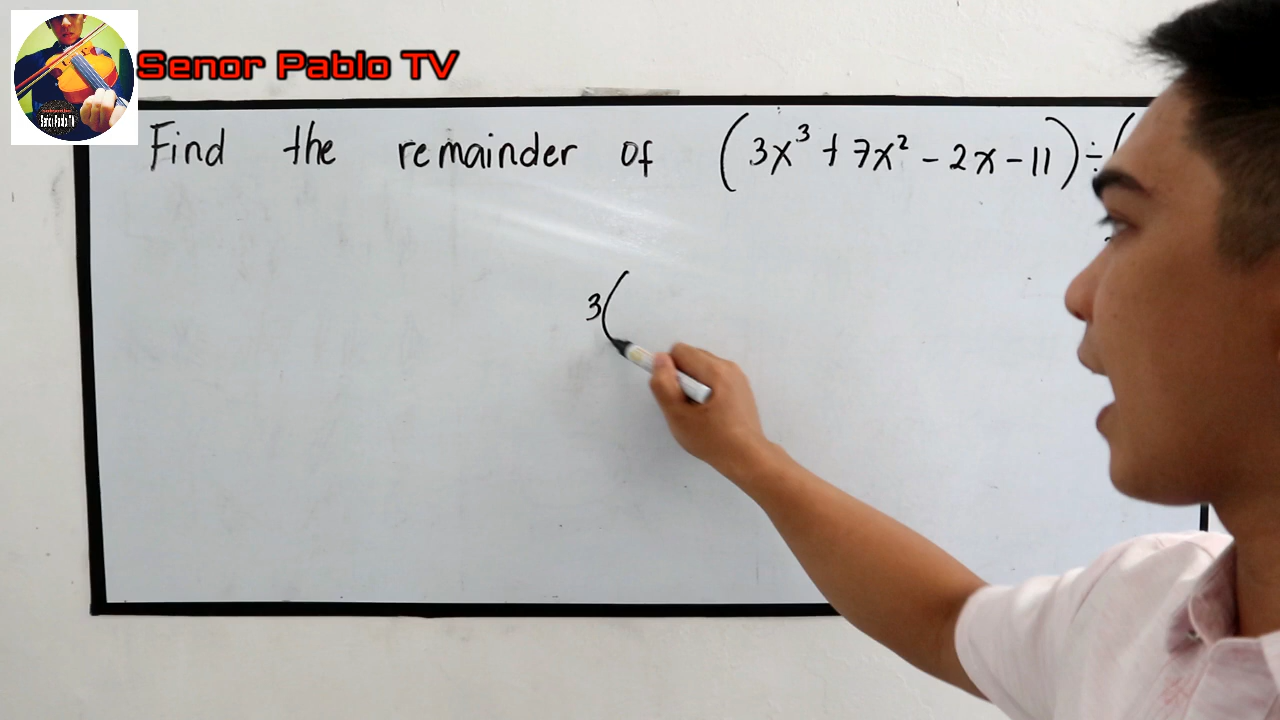 Senor Pablo TV
Find the remainder of (3x³ + 7x² - 2x - 11) ÷ (
3(